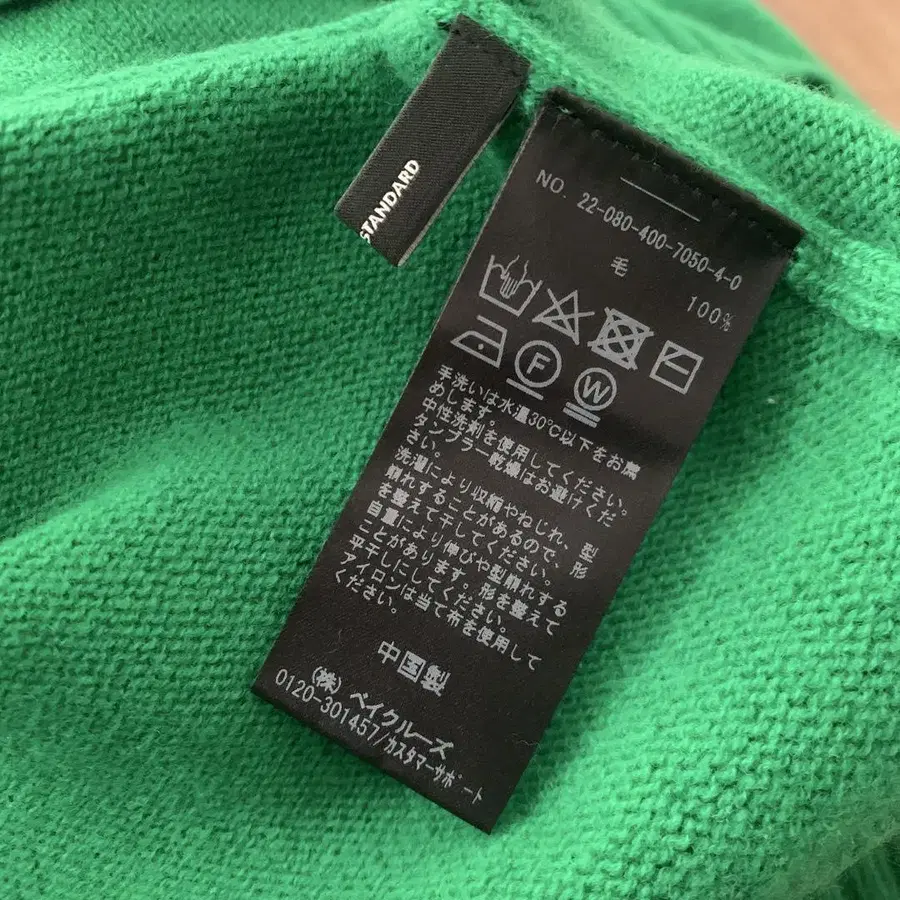 STANDARD
NO. 22-080-400-7050-4-0
毛 100%
F
W
手洗いは水温30℃以下をお薦
めします。
中性洗剤を使用してください。
タンブラー乾燥はお避けくだ
さい。
洗濯により収縮やねじれ、型
崩れすることがあるので、形
を整えて干してください。
自重により伸びや型崩れする
ことがあります。形を整えて
平干しにしてください。
アイロンは当て布を使用して
ください。
中国製
(株) ベイクルーズ
0120-301457/カスタマーサポート